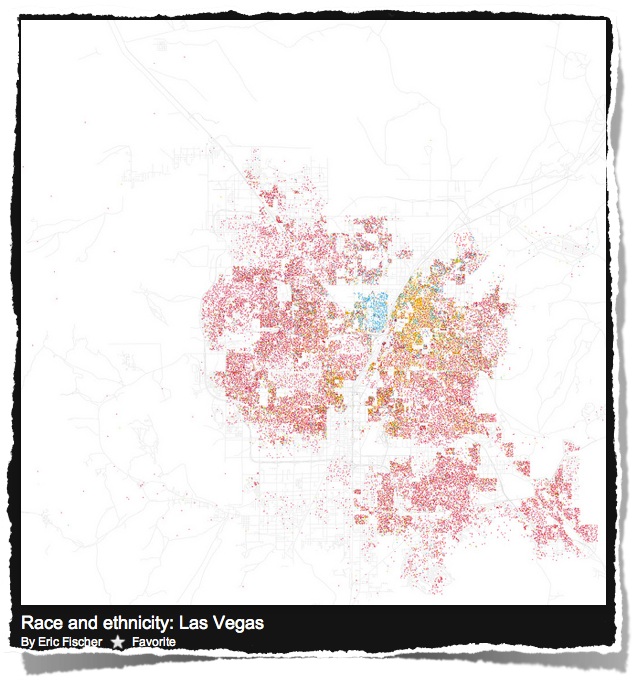 Race and ethnicity: Las Vegas
By Eric Fischer Favorite